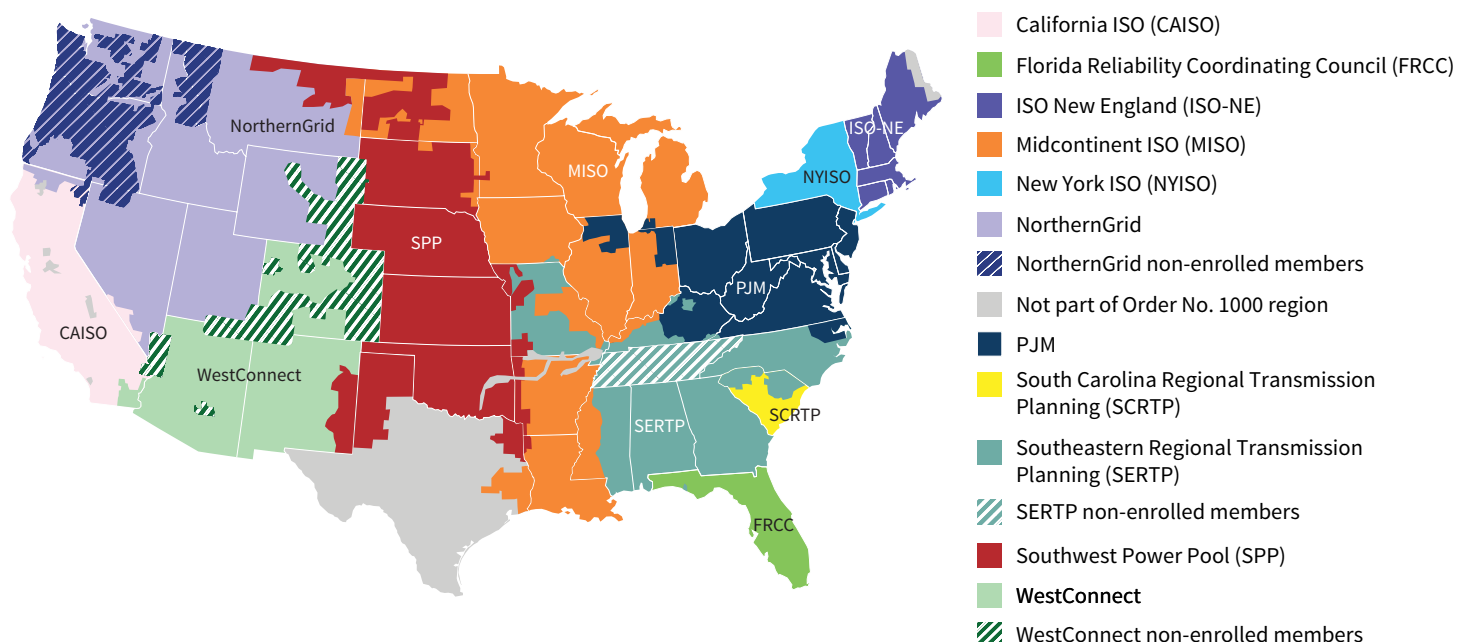 NorthernGrid
MISO
ISO-NE
NYISO
SPP
PJM
CAISO
WestConnect
SCRTP
SERTP
FRCC
California ISO (CAISO)
Florida Reliability Coordinating Council (FRCC)
ISO New England (ISO-NE)
Midcontinent ISO (MISO)
New York ISO (NYISO)
NorthernGrid
NorthernGrid non-enrolled members
Not part of Order No. 1000 region
PJM
South Carolina Regional Transmission
Planning (SCRTP)
Southeastern Regional Transmission
Planning (SERTP)
SERTP non-enrolled members
Southwest Power Pool (SPP)
WestConnect
WestConnect non-enrolled members